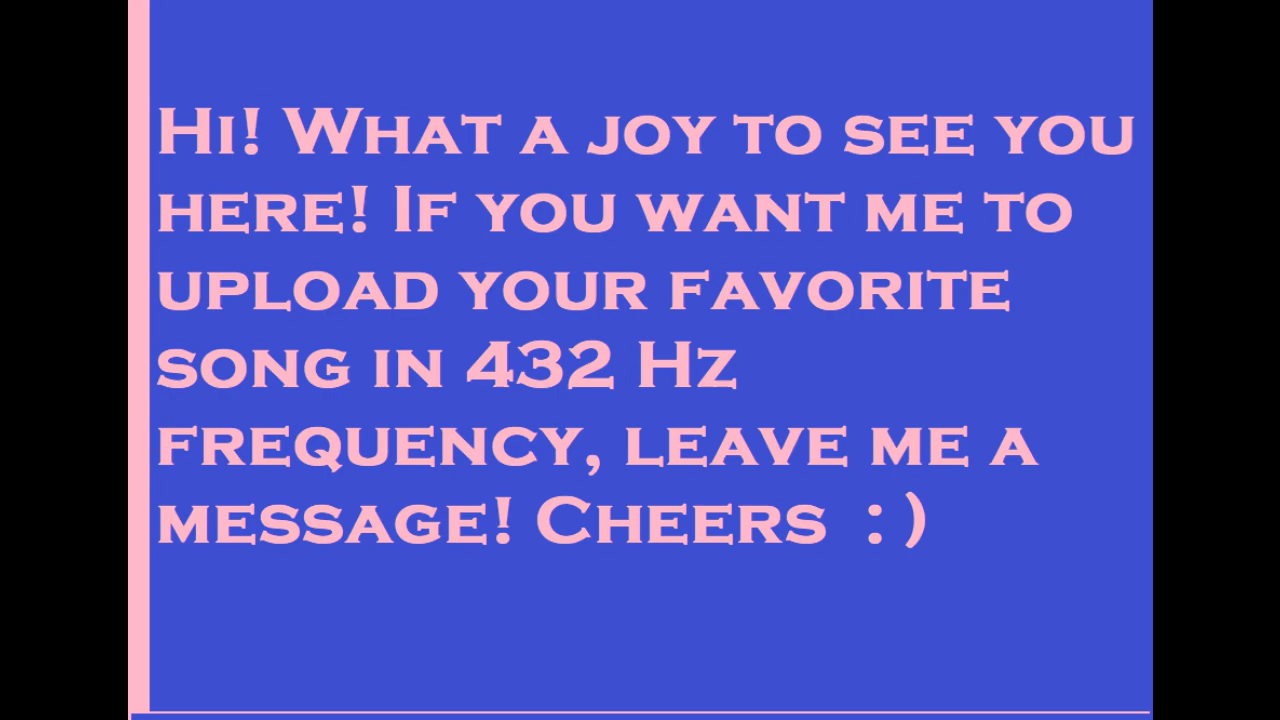 Hi! What a joy to see you
here! If you want me to
upload your favorite
song in 432 Hz
frequency, leave me a
message! Cheers : )